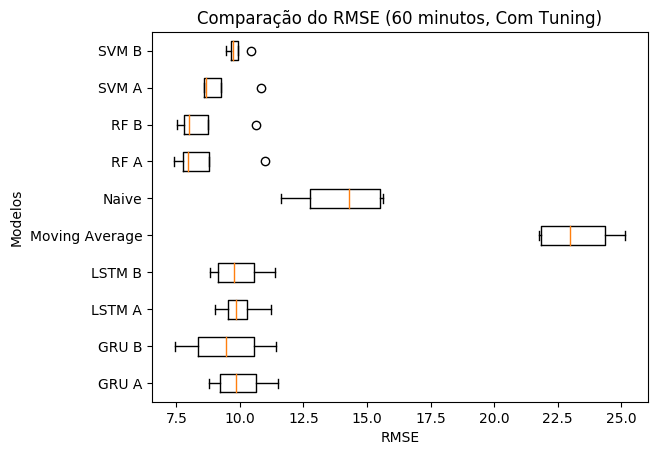 Comparação do RMSE (60 minutos, Com Tuning)
Modelos
SVM B
SVM A
RF B
RF A
Naive
Moving Average
LSTM B
LSTM A
GRU B
GRU A
7.5 10.0 12.5 15.0 17.5 20.0 22.5 25.0
RMSE